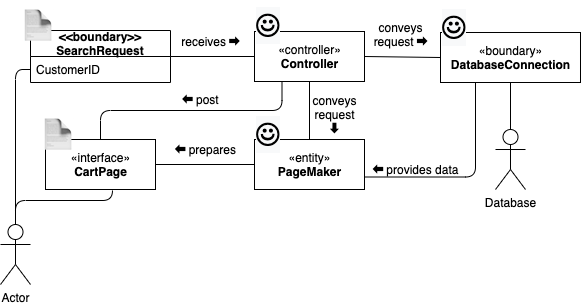 <<boundary>>
SearchRequest
CustomerID
receives 🡆
«controller»
Controller
conveys
request 🡆
«boundary»
DatabaseConnection
🡄 post
conveys
request
🡇
«interface»
CartPage
🡄 prepares
«entity»
PageMaker
🡄 provides data
Database
Actor